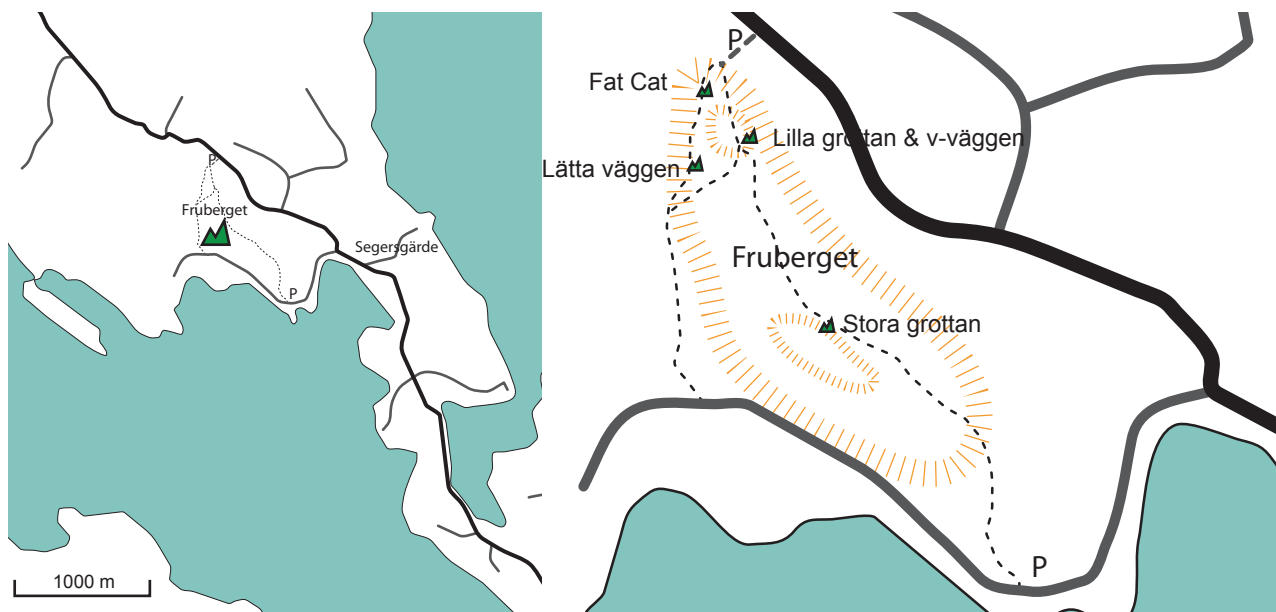 P
Fruberget
Segersgärde
P
1000 m
P
Fat Cat
Lilla grottan & v-väggen
Lätta väggen
Fruberget
Stora grottan
P